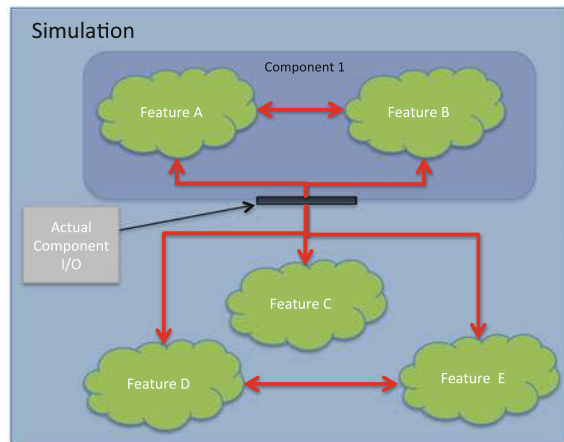 Simulation
Component 1
Feature A
Feature B
Actual
Component
I/O
Feature C
Feature D
Feature E